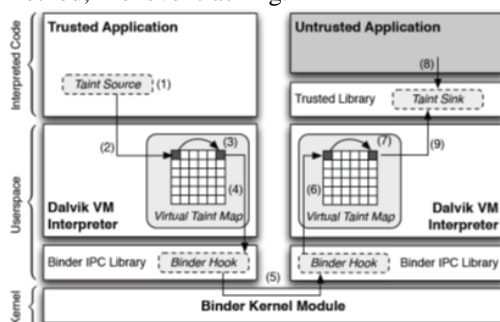 Trusted Application
Untrusted Application
Interpreted Code
(8)
Taint Source
(1)
Trusted Library
Taint Sink
(2)
(3)
(7)
(9)
(4)
(6)
Userspace
Virtual Taint Map
Virtual Taint Map
Dalvik VM
Interpreter
Dalvik VM
Interpreter
Binder IPC Library
Binder Hook
Binder Hook
Binder IPC Library
(5)
Kernel
Binder Kernel Module